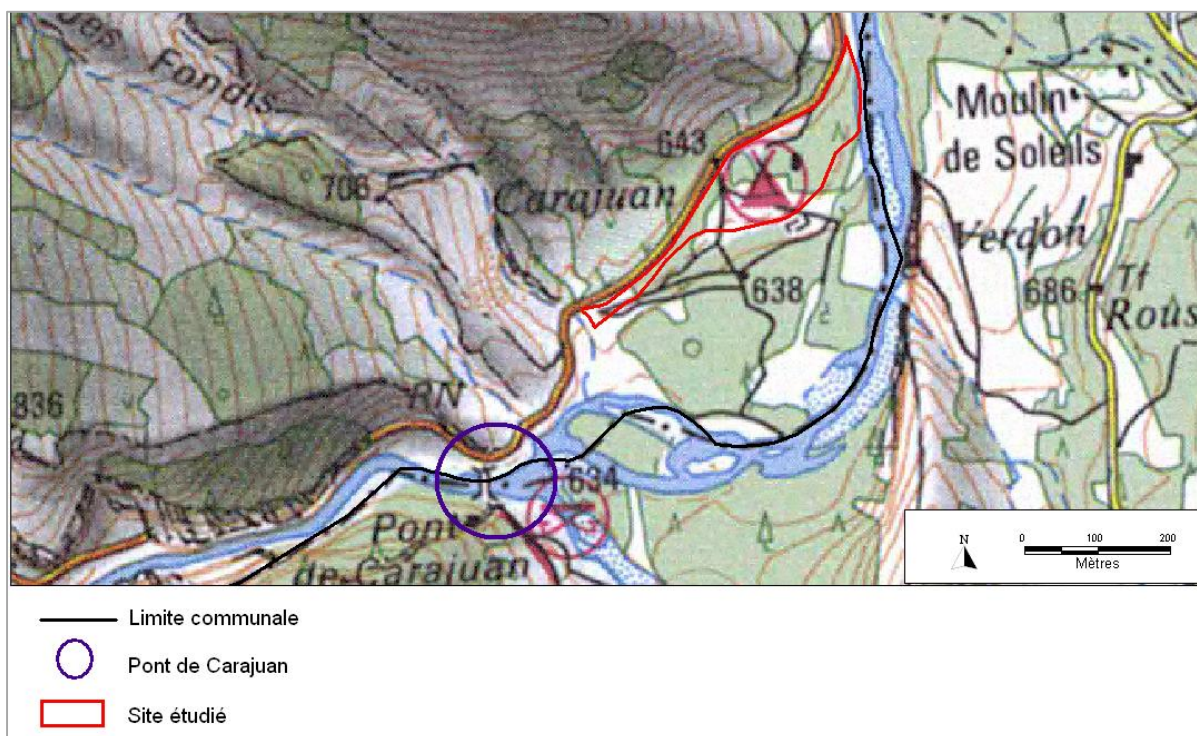 des
Fondis
643
Moulin
de Soleils
708
Carajuan
Verdon
638
686
Tf
Rous
RN
836
634
Pont
de Carajuan
N
0 100 200
Mètres
Limite communale
Pont de Carajuan
Site étudié